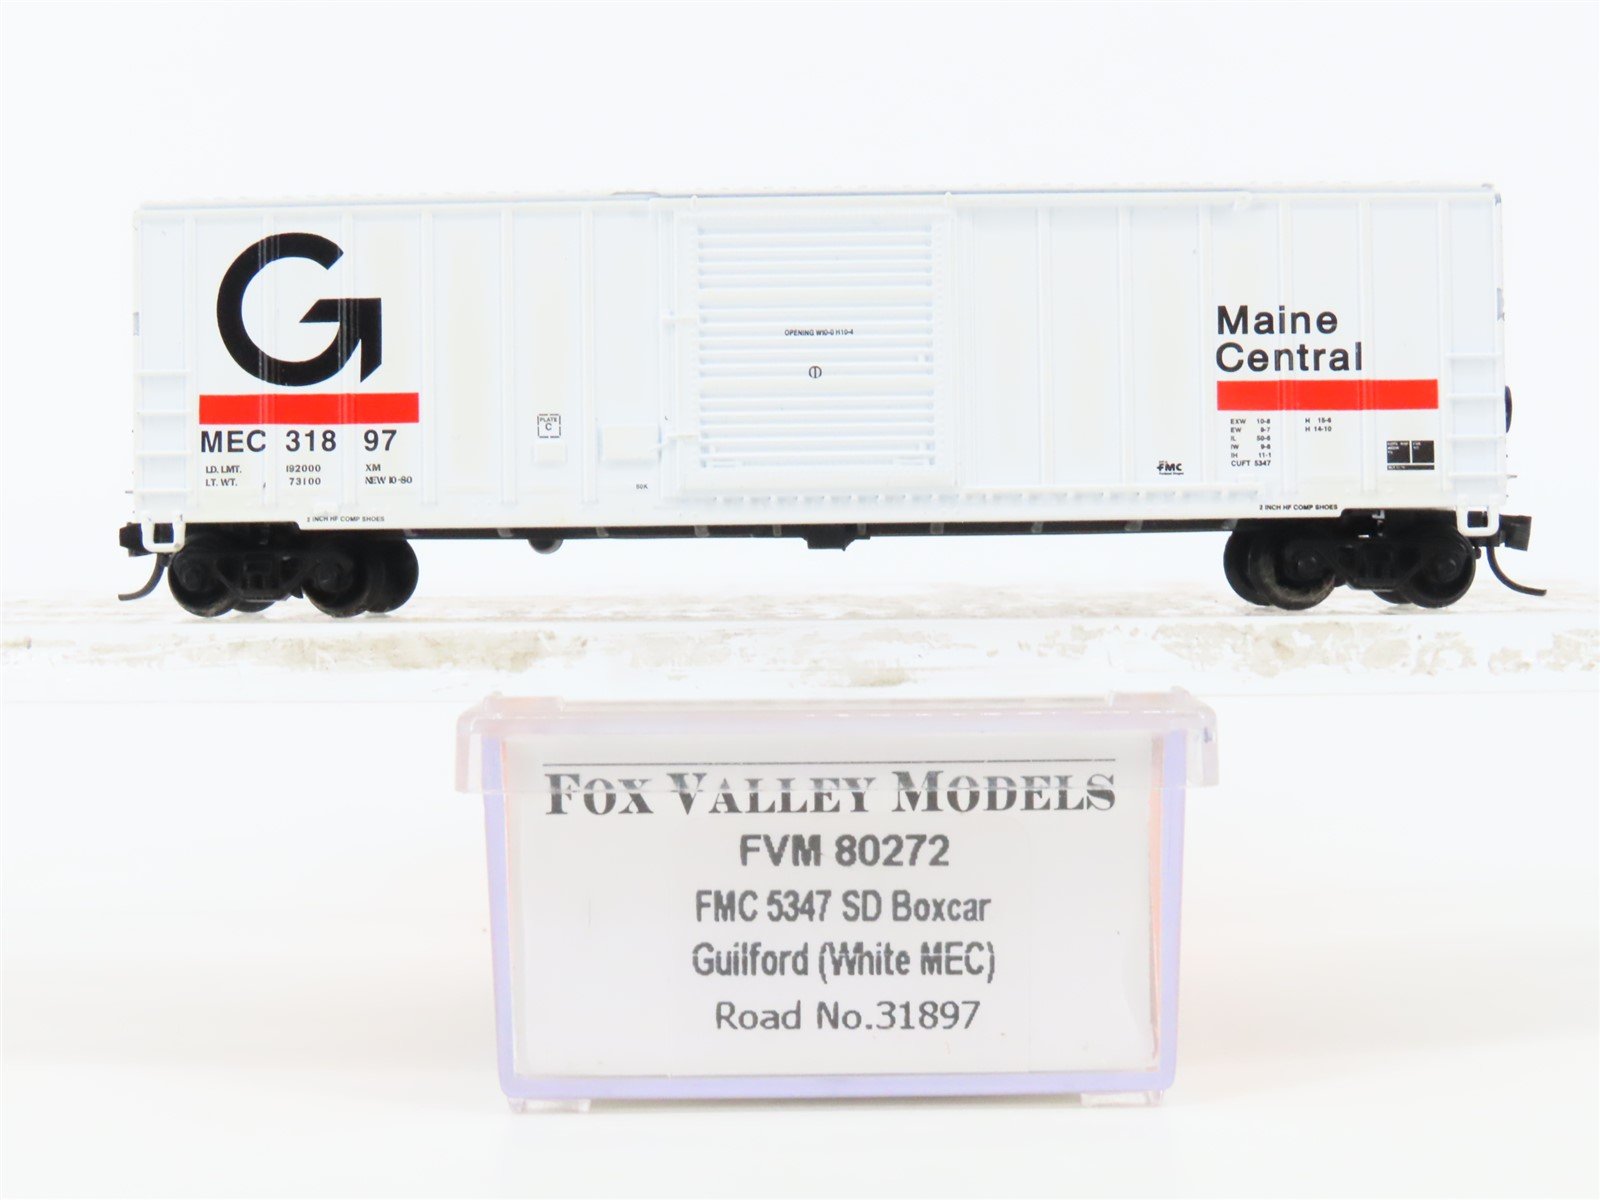 G
MEC 31897
LD. LMT. 192000 XM
LT. WT. 73100 NEW 10-80
2 INCH HF COMP SHOES
PLATE
C
50K
OPENING W10-0 H10-4
FMC
Maine
Central
EXW 10-8 H 15-6
EW 9-7 H 14-10
IL 50-6
IW 9-6
IH 11-1
CUFT 5347
2 INCH HF COMP SHOES
FOX VALLEY MODELS
FVM 80272
FMC 5347 SD Boxcar
Guilford (White MEC)
Road No.31897